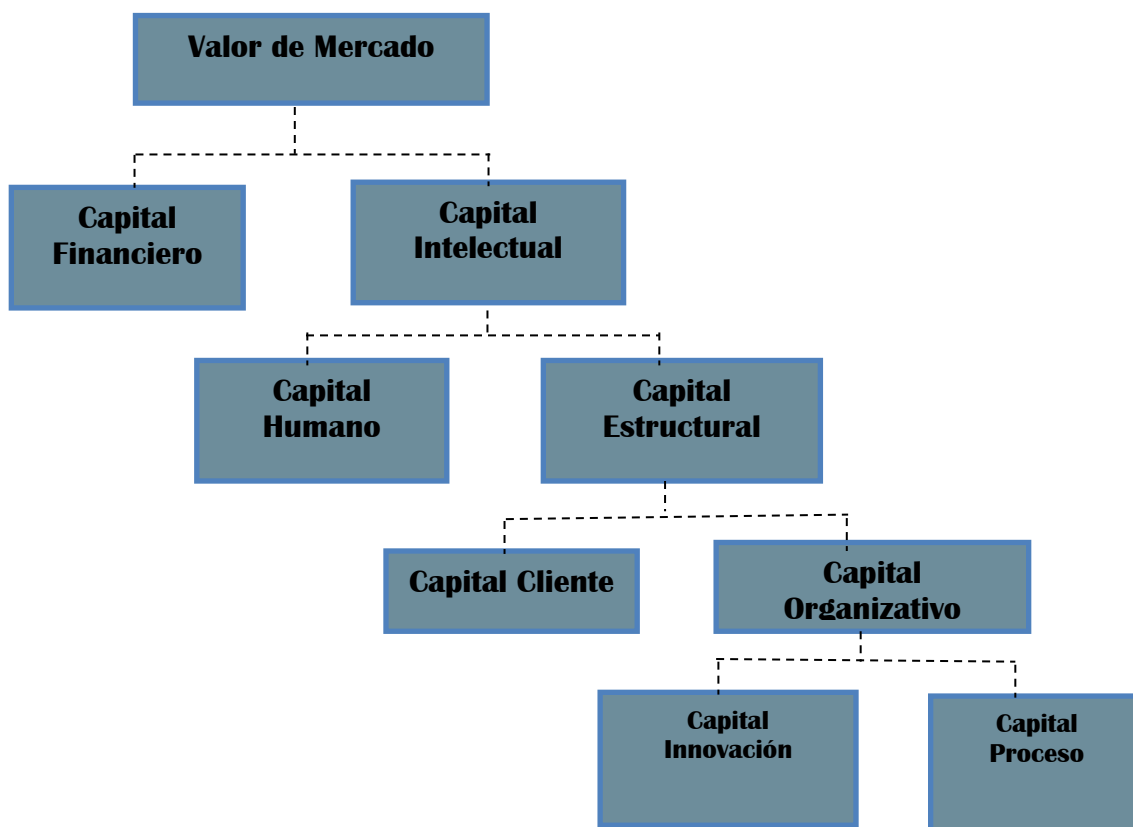 Valor de Mercado
Capital
Financiero
Capital
Intelectual
Capital
Humano
Capital
Estructural
Capital Cliente
Capital
Organizativo
Capital
Innovación
Capital
Proceso